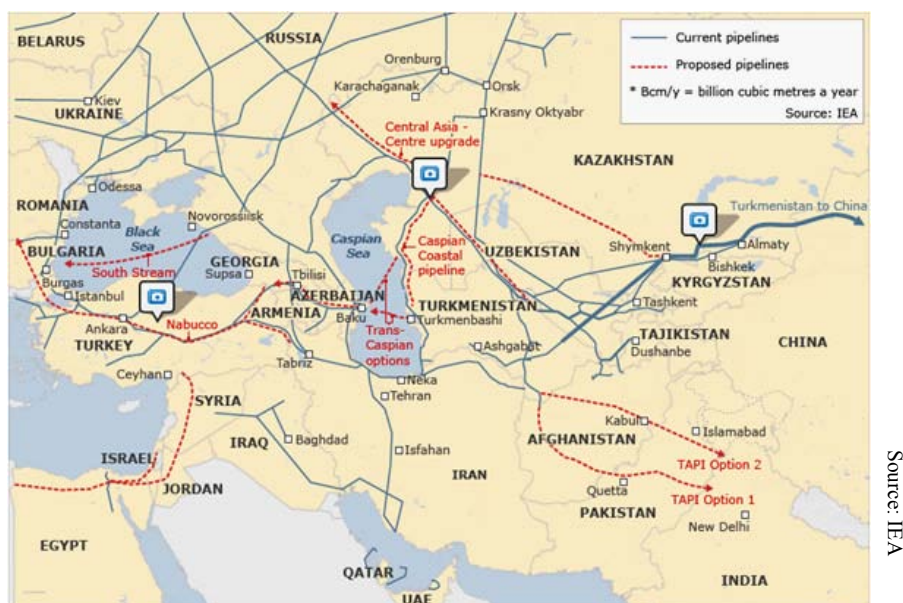 BELARUS
RUSSIA
Kiev
UKRAINE
Orenburg
Karachaganak
Orsk
Krasny Oktyabr
Current pipelines
Proposed pipelines
* Bcm/y = billion cubic metres a year
Source: IEA
Central Asia -
Centre upgrade
KAZAKHSTAN
ROMANIA
Odessa
Constanta
Novorossiisk
Black
Sea
BULGARIA
South Stream
Burgas
Istanbul
GEORGIA
Supsa
Tbilisi
Caspian
Sea
Caspian
Coastal
pipeline
UZBEKISTAN
Turkmenistan to China
Shymkent
Almaty
Bishkek
KYRGYZSTAN
AZERBAIJAN
ARMENIA
Baku
TURKMENISTAN
Turkmenbashi
Tashkent
Ankara
TURKEY
Nabucco
Trans-
Caspian
options
Ashgabat
TAJIKISTAN
Dushanbe
CHINA
Ceyhan
Tabriz
Neka
Tehran
SYRIA
IRAQ
Baghdad
Isfahan
IRAN
Kabul
AFGHANISTAN
Islamabad
TAPI Option 2
ISRAEL
JORDAN
Quetta
TAPI Option 1
PAKISTAN
New Delhi
EGYPT
QATAR
UAE
INDIA
Source: IEA